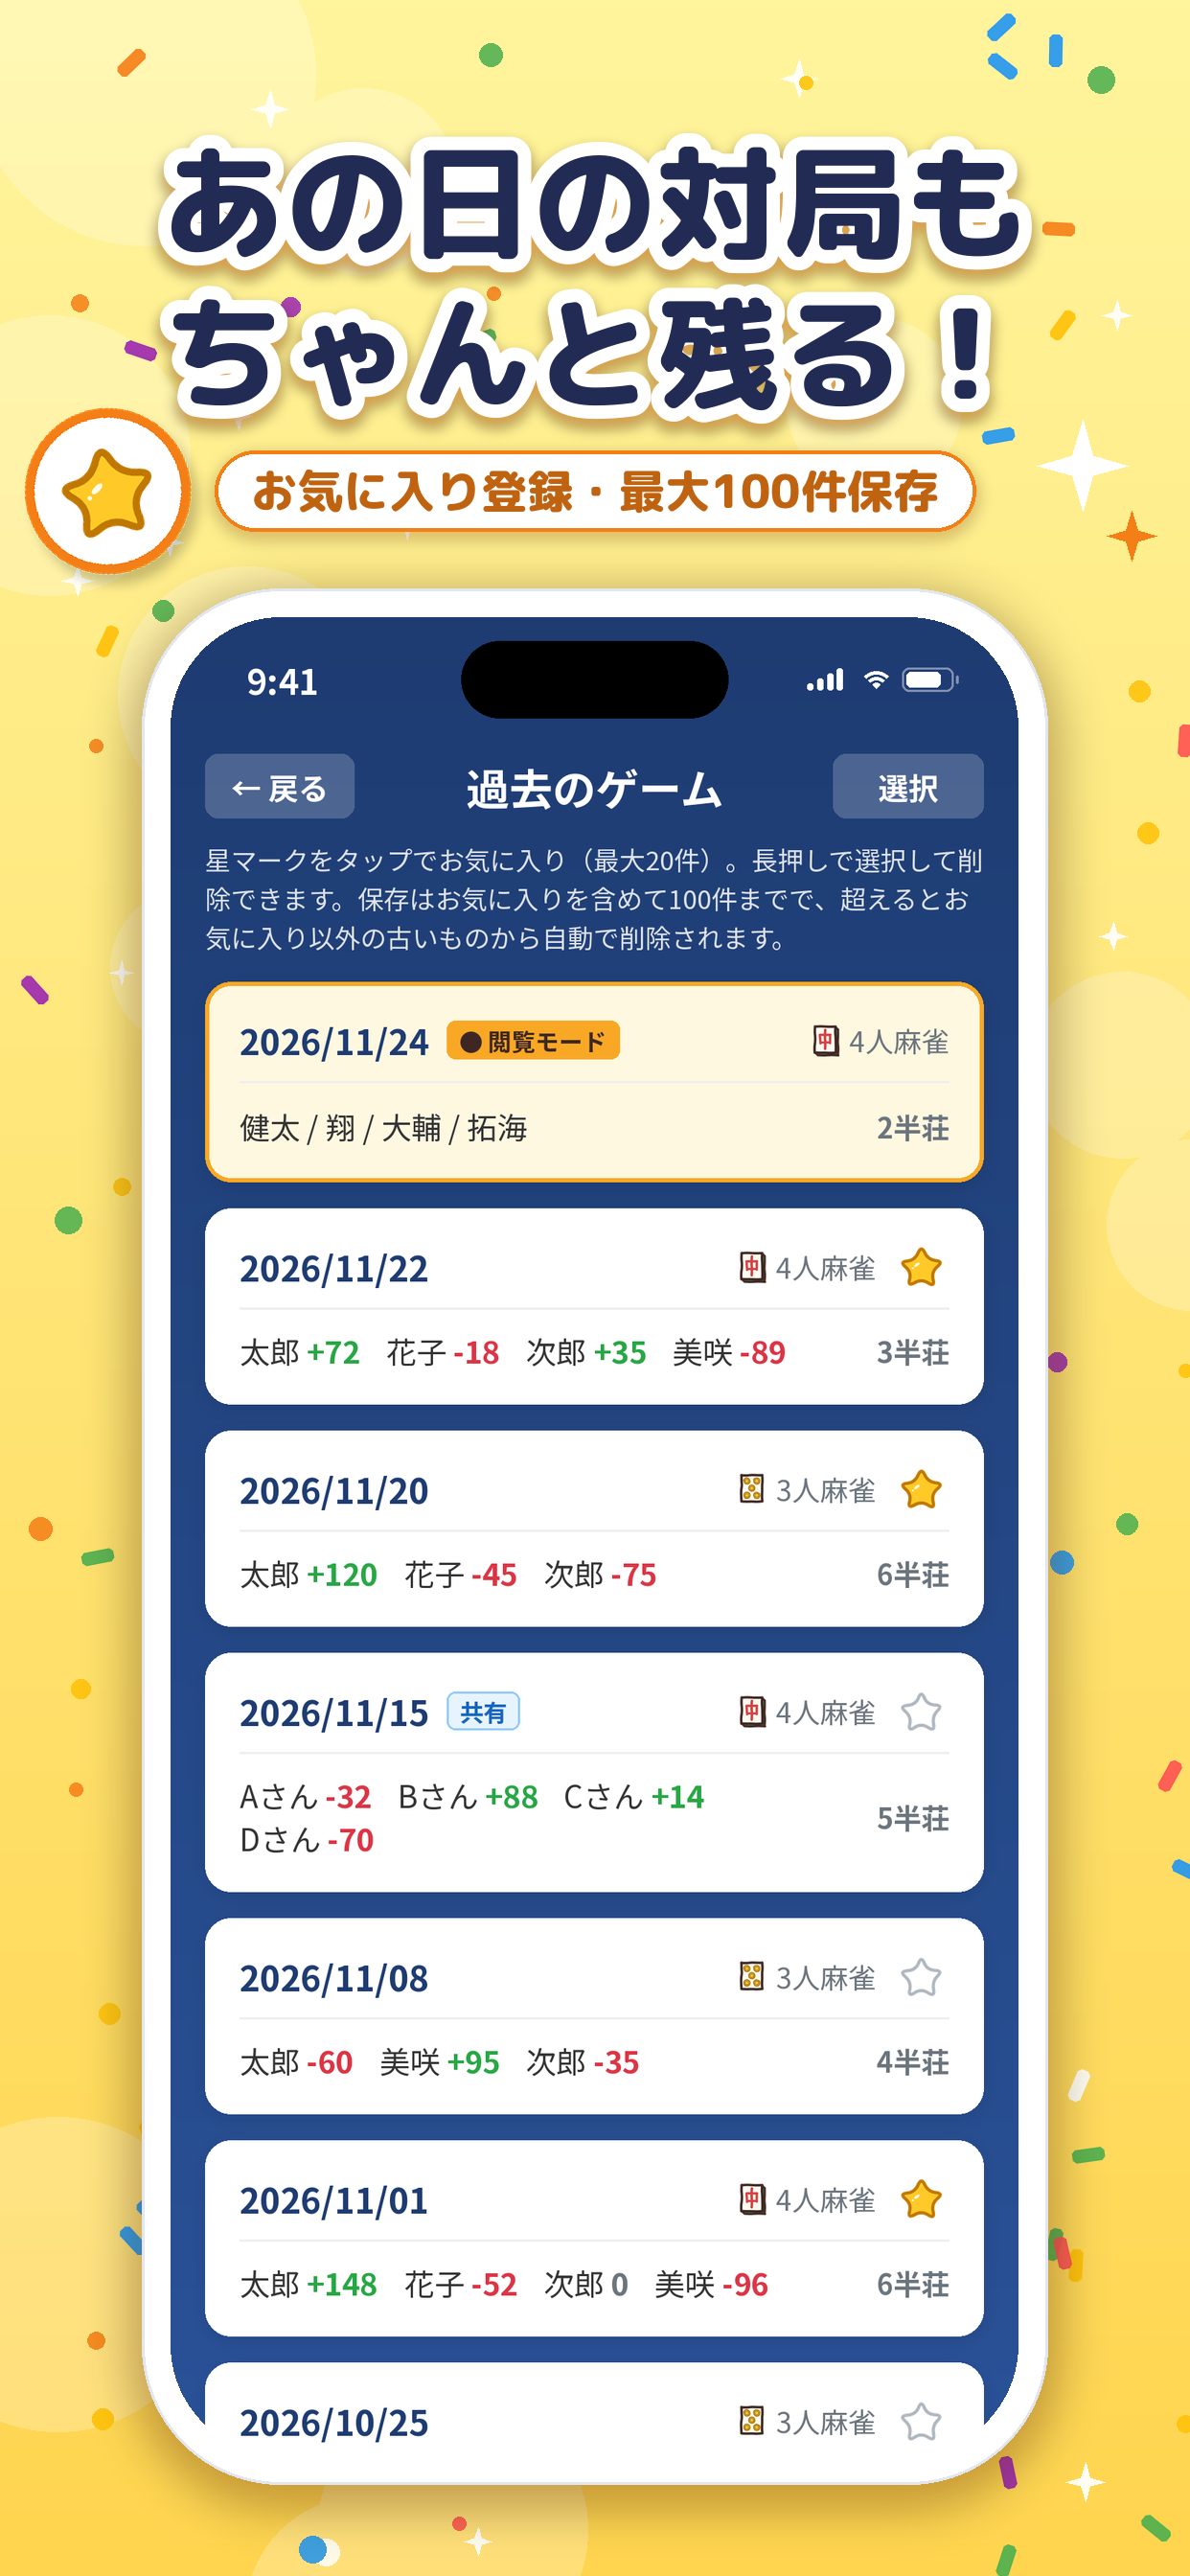 あの日の対局も
ちゃんと残る！
お気に入り登録・最大100件保存
9:41
← 戻る
過去のゲーム
選択
星マークをタップでお気に入り（最大20件）。長押しで選択して削
除できます。保存はお気に入りを含めて100件までで、超えるとお
気に入り以外の古いものから自動で削除されます。
2026/11/24 ●閲覧モード 中 4人麻雀
健太 / 翔 / 大輔 / 拓海 2半荘
2026/11/22 中 4人麻雀
太郎 +72 花子 -18 次郎 +35 美咲 -89 3半荘
2026/11/20 3人麻雀
太郎 +120 花子 -45 次郎 -75 6半荘
2026/11/15 共有 中 4人麻雀
Aさん -32 Bさん +88 Cさん +14
Dさん -70
5半荘
2026/11/08 3人麻雀
太郎 -60 美咲 +95 次郎 -35 4半荘
2026/11/01 中 4人麻雀
太郎 +148 花子 -52 次郎 0 美咲 -96 6半荘
2026/10/25 3人麻雀